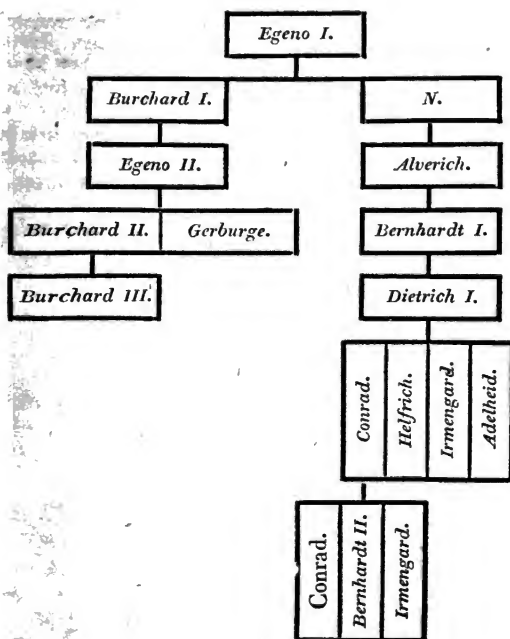 Egeno I.
Burchard I.
N.
Egeno II.
Alverich.
Burchard II.
Gerburge.
Bernhardt I.
Burchard III.
Dietrich I.
Conrad.
Helfrich.
Irmengard.
Adelheid.
Conrad.
Bernhardt II.
Irmengard.